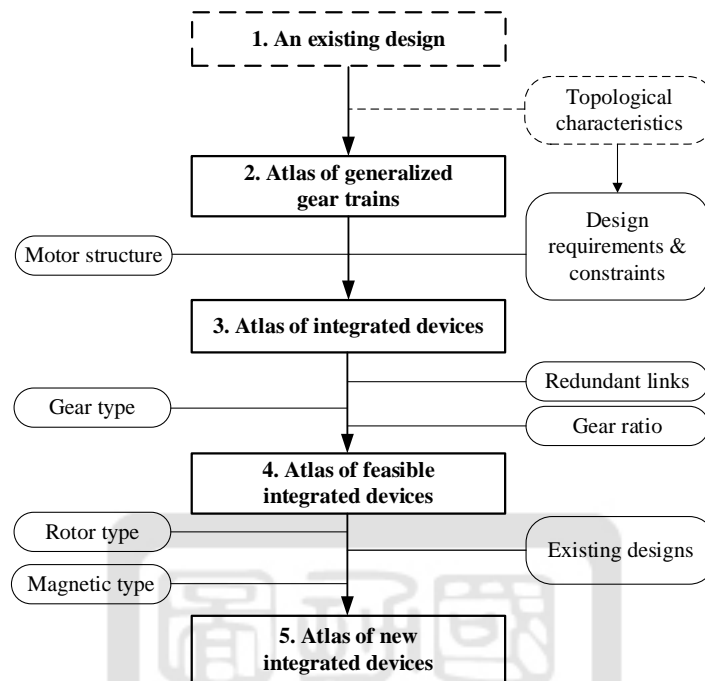 1. An existing design
Topological
characteristics
2. Atlas of generalized
gear trains
Motor structure
Design
requirements &
constraints
3. Atlas of integrated devices
Redundant links
Gear type
Gear ratio
4. Atlas of feasible
integrated devices
Rotor type
Existing designs
Magnetic type
5. Atlas of new
integrated devices